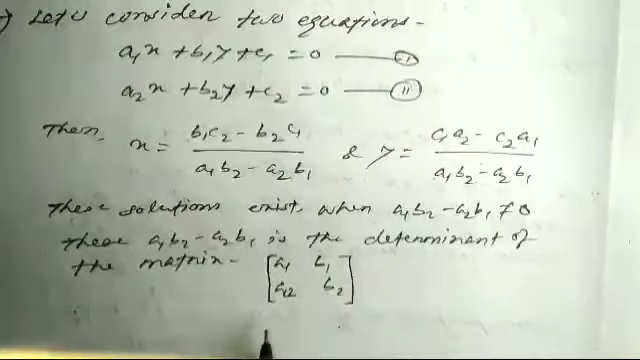 Let's consider two equations-
a₁x + b₁y + c₁ = 0 —— (I)
a₂x + b₂y + c₂ = 0 —— (II)
Then, x = (b₁c₂ - b₂c₁)/(a₁b₂ - a₂b₁) & y = (c₁a₂ - c₂a₁)/(a₁b₂ - a₂b₁)
These solutions exist, when a₁b₂ - a₂b₁ ≠ 0
these a₁b₂ - a₂b₁ is the determinant of
the matrix- [a₁ b₁
a₂ b₂]